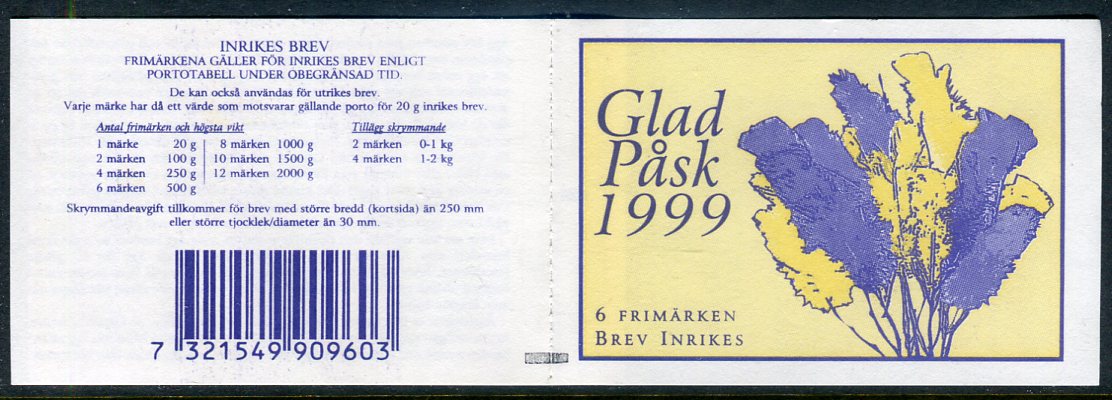 INRIKES BREV
FRIMÄRKENA GÄLLER FÖR INRIKES BREV ENLIGT
PORTOTABELL UNDER OBEGRÄNSAD TID.
De kan också användas för utrikes brev.
Varje märke har då ett värde som motsvarar gällande porto för 20 g inrikes brev.
Antal frimärken och högsta vikt Tillägg skrymmande
1 märke 20 g 8 märken 1000 g 2 märken 0-1 kg
2 märken 100 g 10 märken 1500 g 4 märken 1-2 kg
4 märken 250 g 12 märken 2000 g
6 märken 500 g
Skrymmandeavgift tillkommer för brev med större bredd (kortsida) än 250 mm
eller större tjocklek/diameter än 30 mm.
7 321549 909603
Glad
Påsk
1999
6 FRIMÄRKEN
BREV INRIKES